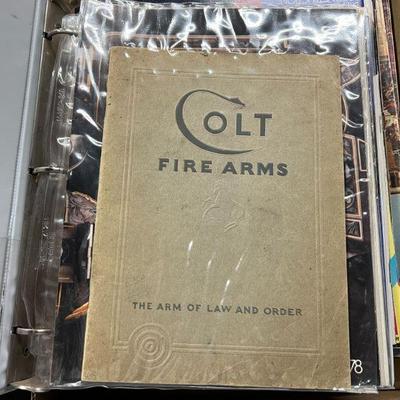 COLT
FIRE ARMS
THE ARM OF LAW AND ORDER
78